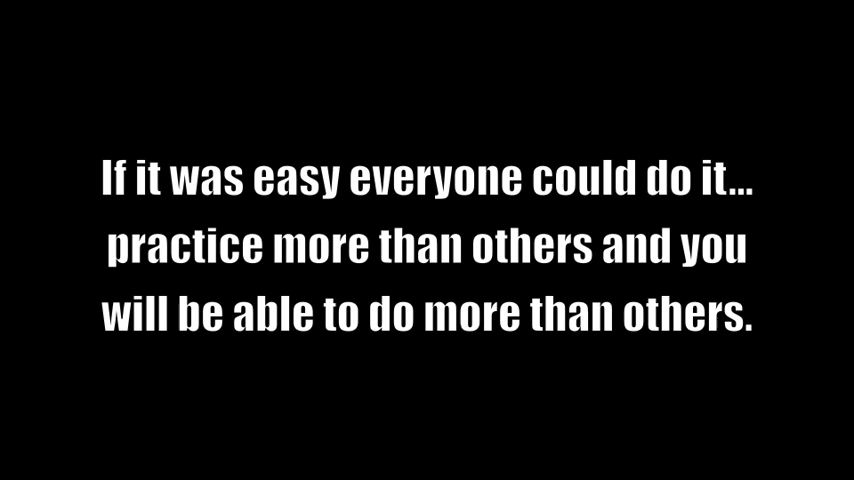 If it was easy everyone could do it...
practice more than others and you
will be able to do more than others.